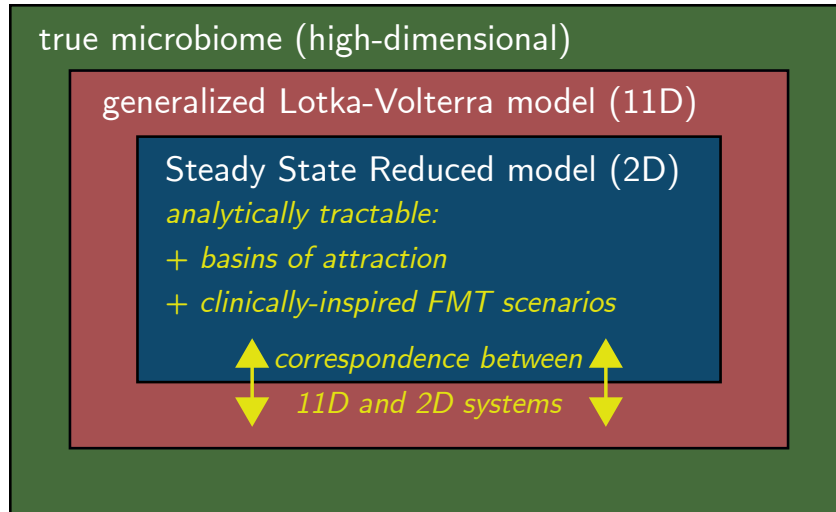 true microbiome (high-dimensional)
generalized Lotka-Volterra model (11D)
Steady State Reduced model (2D)
analytically tractable:
+ basins of attraction
+ clinically-inspired FMT scenarios
correspondence between
11D and 2D systems